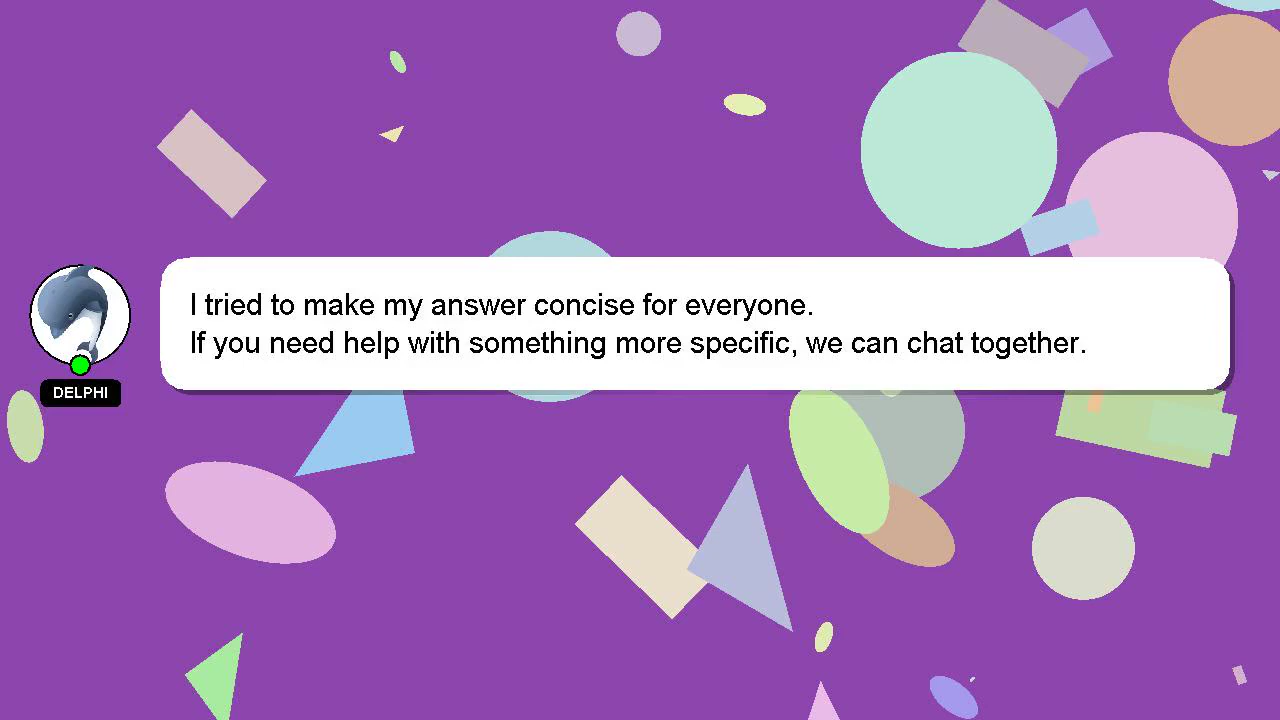 I tried to make my answer concise for everyone.
If you need help with something more specific, we can chat together.
DELPHI